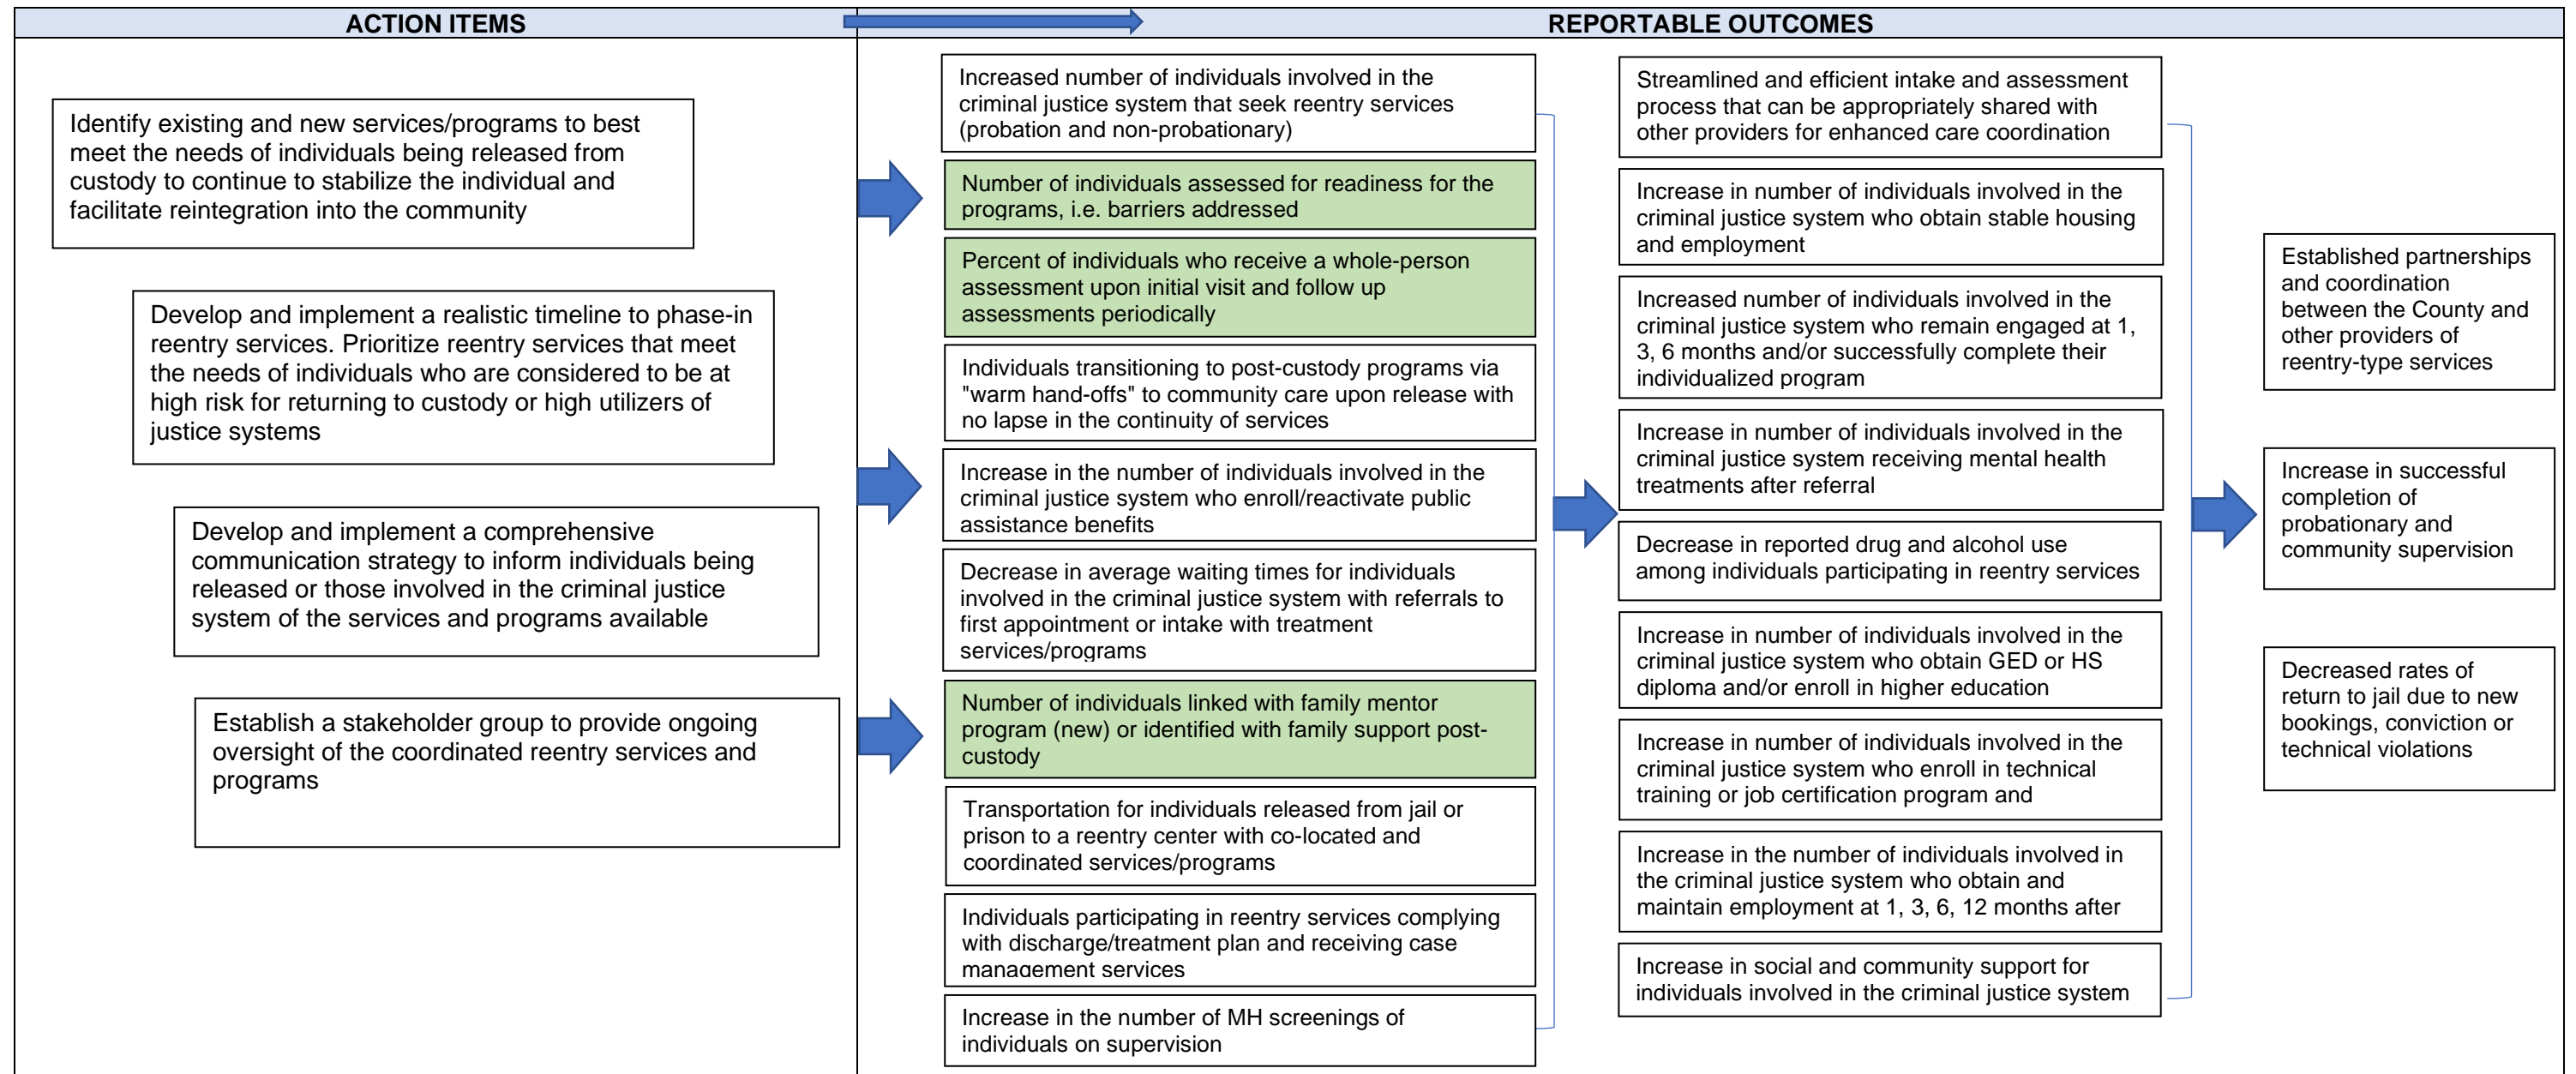 ACTION ITEMS
REPORTABLE OUTCOMES
Identify existing and new services/programs to best
meet the needs of individuals being released from
custody to continue to stabilize the individual and
facilitate reintegration into the community
Develop and implement a realistic timeline to phase-in
reentry services. Prioritize reentry services that meet
the needs of individuals who are considered to be at
high risk for returning to custody or high utilizers of
justice systems
Develop and implement a comprehensive
communication strategy to inform individuals being
released or those involved in the criminal justice
system of the services and programs available
Establish a stakeholder group to provide ongoing
oversight of the coordinated reentry services and
programs
Increased number of individuals involved in the
criminal justice system that seek reentry services
(probation and non-probationary)
Number of individuals assessed for readiness for the
programs, i.e. barriers addressed
Percent of individuals who receive a whole-person
assessment upon initial visit and follow up
assessments periodically
Individuals transitioning to post-custody programs via
"warm hand-offs" to community care upon release with
no lapse in the continuity of services
Increase in the number of individuals involved in the
criminal justice system who enroll/reactivate public
assistance benefits
Decrease in average waiting times for individuals
involved in the criminal justice system with referrals to
first appointment or intake with treatment
services/programs
Number of individuals linked with family mentor
program (new) or identified with family support post-
custody
Transportation for individuals released from jail or
prison to a reentry center with co-located and
coordinated services/programs
Individuals participating in reentry services complying
with discharge/treatment plan and receiving case
management services
Increase in the number of MH screenings of
individuals on supervision
Streamlined and efficient intake and assessment
process that can be appropriately shared with
other providers for enhanced care coordination
Increase in number of individuals involved in the
criminal justice system who obtain stable housing
and employment
Increased number of individuals involved in the
criminal justice system who remain engaged at 1,
3, 6 months and/or successfully complete their
individualized program
Increase in number of individuals involved in the
criminal justice system receiving mental health
treatments after referral
Decrease in reported drug and alcohol use
among individuals participating in reentry services
Increase in number of individuals involved in the
criminal justice system who obtain GED or HS
diploma and/or enroll in higher education
Increase in number of individuals involved in the
criminal justice system who enroll in technical
training or job certification program and
Increase in the number of individuals involved in
the criminal justice system who obtain and
maintain employment at 1, 3, 6, 12 months after
Increase in social and community support for
individuals involved in the criminal justice system
Established partnerships
and coordination
between the County and
other providers of
reentry-type services
Increase in successful
completion of
probationary and
community supervision
Decreased rates of
return to jail due to new
bookings, conviction or
technical violations